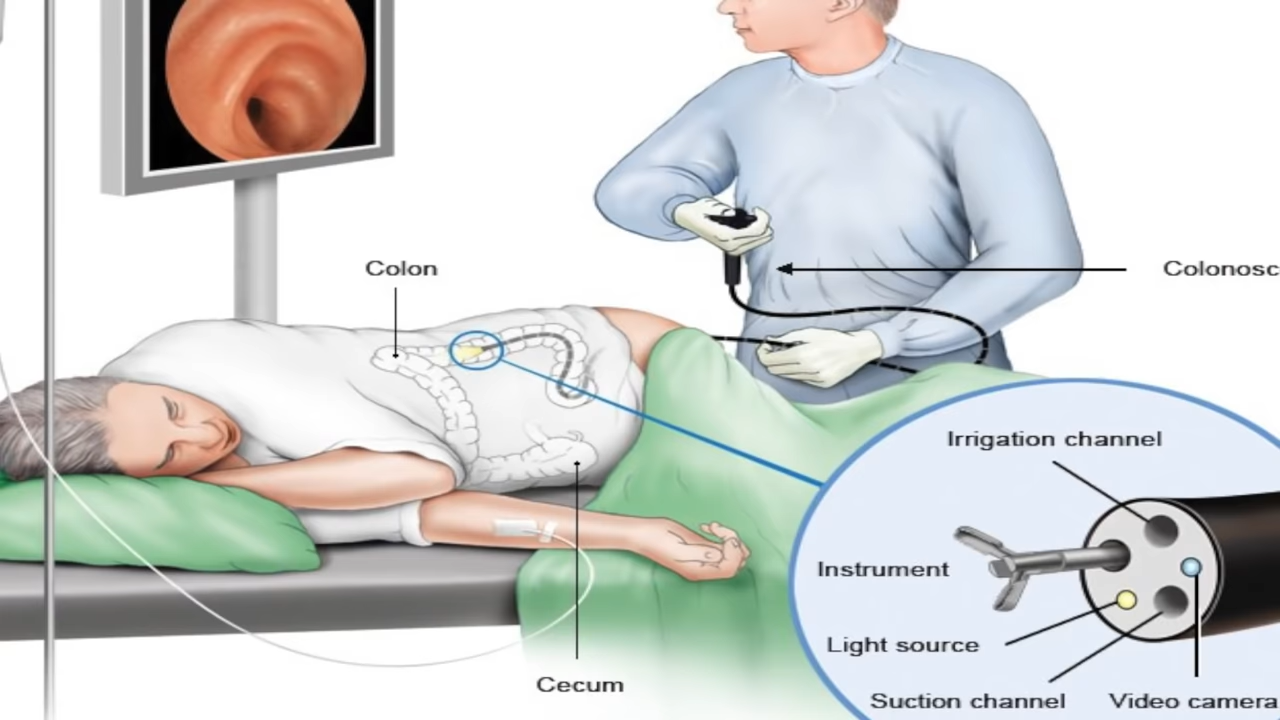 Colon
Colonosc
Irrigation channel
Instrument
Light source
Cecum
Suction channel
Video camera